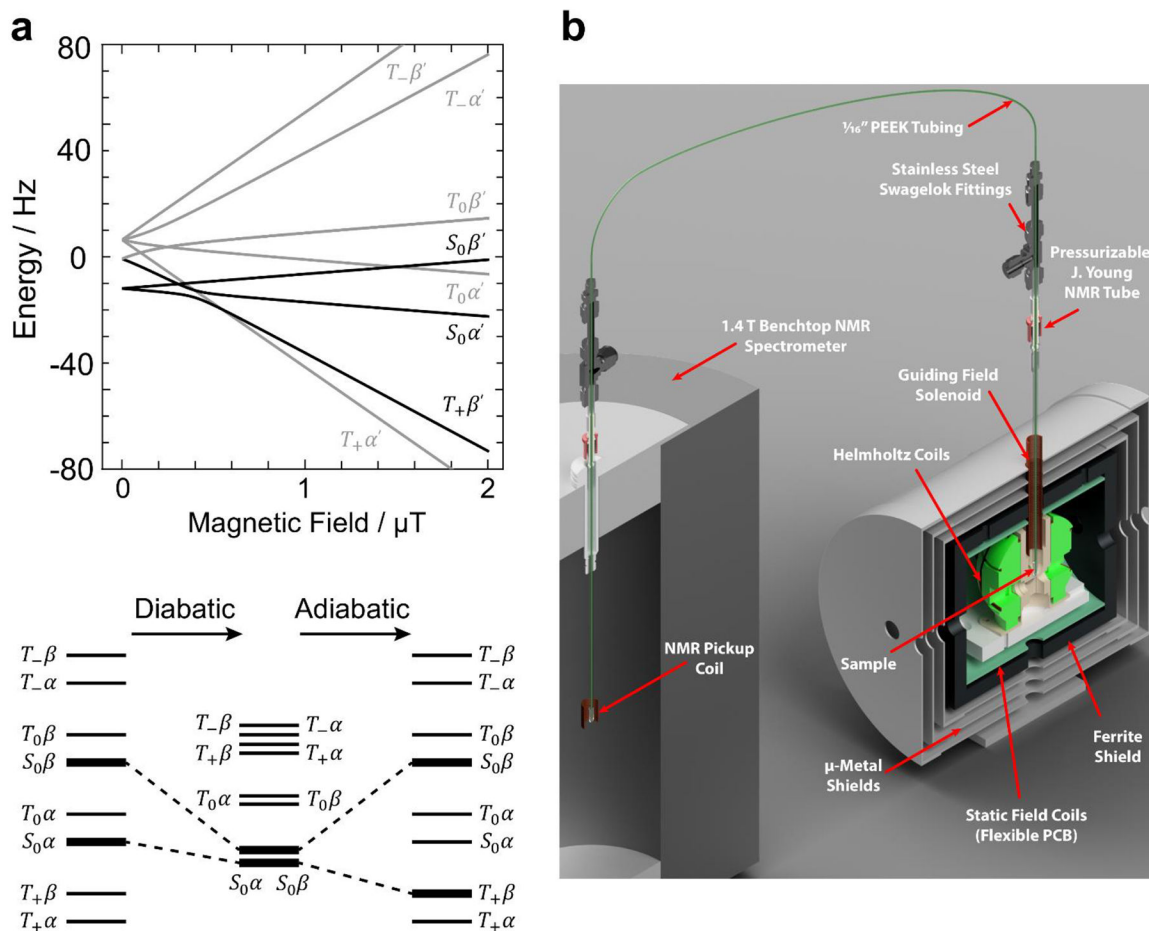 a
80
40
0
-40
-80
Energy / Hz
0
1
2
Magnetic Field / μT
T₋β′
T₋α′
T₀β′
S₀β′
T₀α′
S₀α′
T₊β′
T₊α′
Diabatic
Adiabatic
T₋β
T₋α
T₀β
S₀β
T₀α
S₀α
T₊β
T₊α
T₋β T₋α
T₊β T₊α
T₀α T₀β
S₀α S₀β
T₋β
T₋α
T₀β
S₀β
T₀α
S₀α
T₊β
T₊α
b
1⁄16” PEEK Tubing
Stainless Steel
Swagelok Fittings
Pressurizable
J. Young
NMR Tube
1.4 T Benchtop NMR
Spectrometer
Guiding Field
Solenoid
Helmholtz Coils
NMR Pickup
Coil
Sample
μ-Metal
Shields
Ferrite
Shield
Static Field Coils
(Flexible PCB)